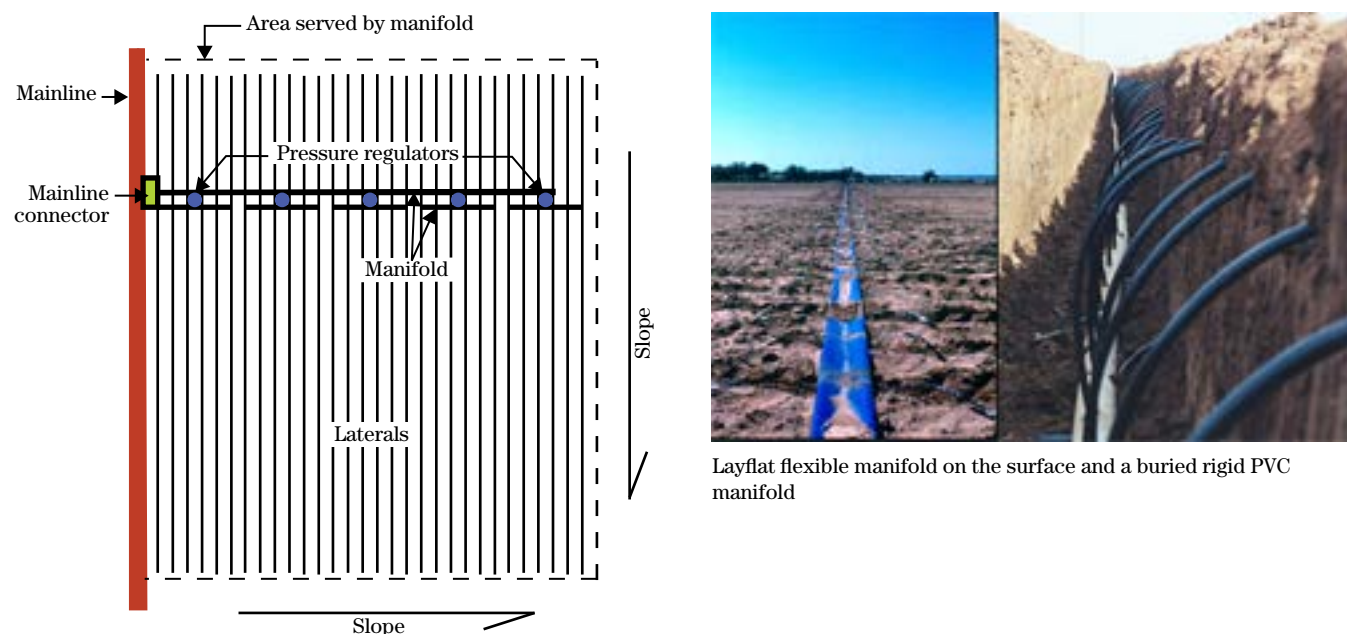 Area served by manifold
Mainline
Pressure regulators
Mainline
connector
Manifold
Slope
Laterals
Slope
Layflat flexible manifold on the surface and a buried rigid PVC
manifold